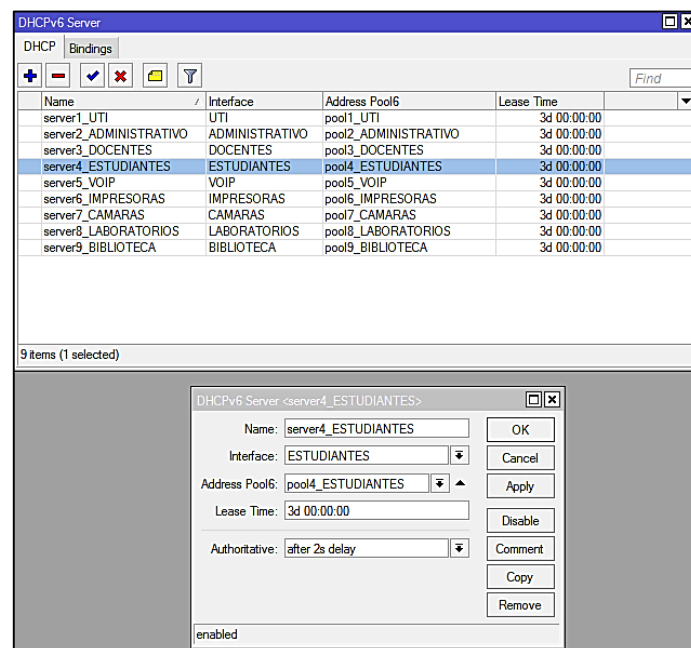 DHCPv6 Server
DHCP Bindings
Find
Name Interface Address Pool6 Lease Time
server1_UTI UTI pool1_UTI 3d 00:00:00
server2_ADMINISTRATIVO ADMINISTRATIVO pool2_ADMINISTRATIVO 3d 00:00:00
server3_DOCENTES DOCENTES pool3_DOCENTES 3d 00:00:00
server4_ESTUDIANTES ESTUDIANTES pool4_ESTUDIANTES 3d 00:00:00
server5_VOIP VOIP pool5_VOIP 3d 00:00:00
server6_IMPRESORAS IMPRESORAS pool6_IMPRESORAS 3d 00:00:00
server7_CAMARAS CAMARAS pool7_CAMARAS 3d 00:00:00
server8_LABORATORIOS LABORATORIOS pool8_LABORATORIOS 3d 00:00:00
server9_BIBLIOTECA BIBLIOTECA pool9_BIBLIOTECA 3d 00:00:00
9 items (1 selected)
DHCPv6 Server <server4_ESTUDIANTES>
Name: server4_ESTUDIANTES OK
Interface: ESTUDIANTES Cancel
Address Pool6: pool4_ESTUDIANTES Apply
Lease Time: 3d 00:00:00
Disable
Authoritative: after 2s delay Comment
Copy
Remove
enabled